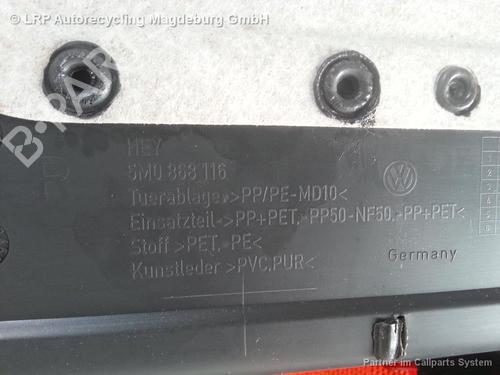 © LRP Autorecycling Magdeburg GmbH
HEY
5M0 868 116
R
Tuerablage>PP/PE-MD10<
Einsatzteil->PP+PET,-PP50-NF50,-PP+PET<
Stoff >PET,-PE<
Germany
Kunstleder >PVC,PUR<
B-PARTS
Partner im Callparts System